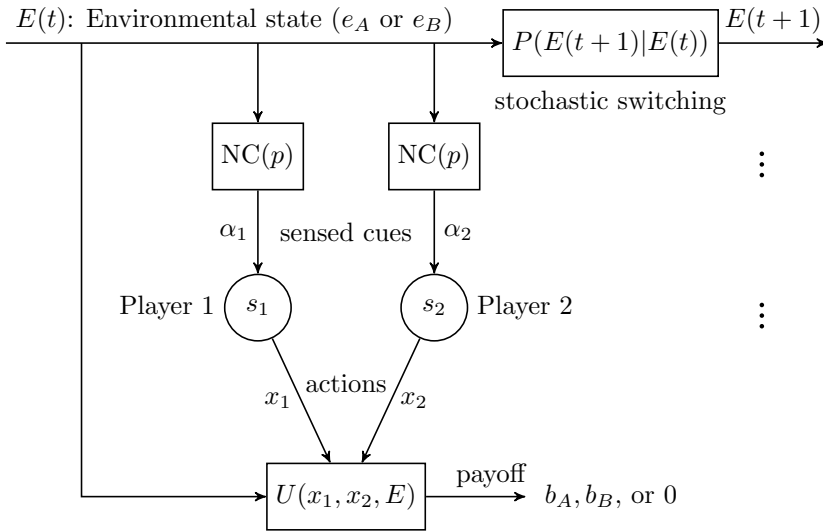 E(t): Environmental state (e_A or e_B)
P(E(t+1)|E(t))
E(t+1)
stochastic switching
NC(p)
NC(p)
⋮
α_1
sensed cues
α_2
Player 1
s_1
s_2
Player 2
⋮
x_1
actions
x_2
U(x_1, x_2, E)
payoff
b_A, b_B, or 0